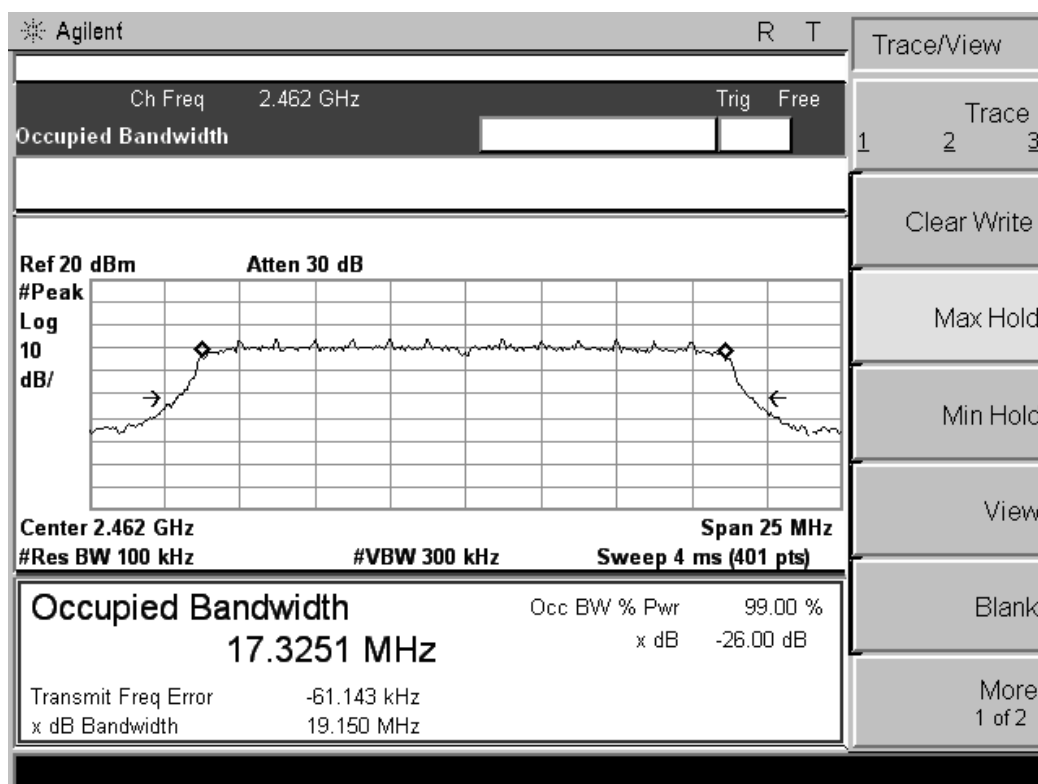 Agilent R T
Trace/View
Ch Freq 2.462 GHz Trig Free
Occupied Bandwidth
Trace
1 2 3
Clear Write
Ref 20 dBm Atten 30 dB
#Peak
Log
10
dB/
Max Hold
Min Hold
View
Center 2.462 GHz Span 25 MHz
#Res BW 100 kHz #VBW 300 kHz Sweep 4 ms (401 pts)
Occupied Bandwidth
17.3251 MHz
Occ BW % Pwr 99.00 %
x dB -26.00 dB
Transmit Freq Error -61.143 kHz
x dB Bandwidth 19.150 MHz
Blank
More
1 of 2